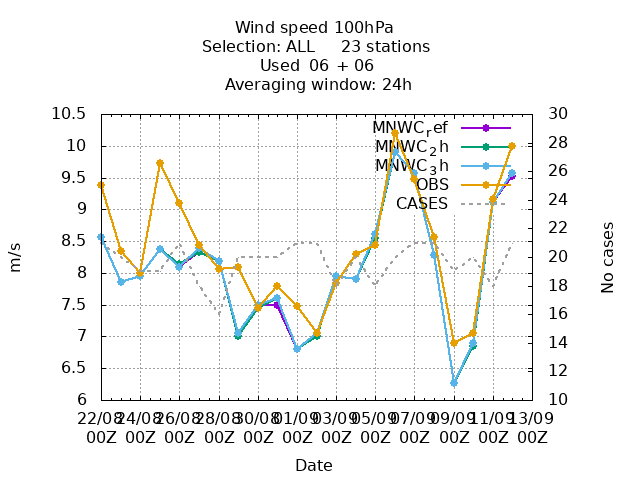 Wind speed 100hPa
Selection: ALL 23 stations
Used 06 + 06
Averaging window: 24h
10.5
10
9.5
9
8.5
8
7.5
7
6.5
6
m/s
30
28
26
24
22
20
18
16
14
12
10
No cases
MNWC_ref
MNWC_2h
MNWC_3h
OBS
CASES
22/08 24/08 26/08 28/08 30/08 01/09 03/09 05/09 07/09 09/09 11/09 13/09
00Z 00Z 00Z 00Z 00Z 00Z 00Z 00Z 00Z 00Z 00Z 00Z
Date